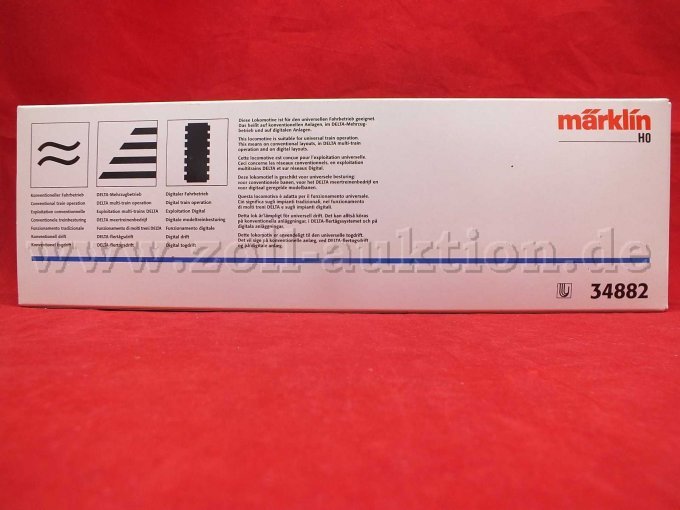 Konventioneller Fahrbetrieb
Conventional train operation
Exploitation conventionnelle
Conventionele treinbesturing
Funzionamento tradizionale
Konventionell drift
Konventionel togdrift
DELTA-Mehrzugbetrieb
DELTA multi-train operation
Exploitation multi-trains DELTA
DELTA meertreinenbedrijf
Funzionamento di molti treni DELTA
DELTA-flertågsdrift
DELTA-flertogsdrift
Digitaler Fahrbetrieb
Digital train operation
Exploitation Digital
Digitale modeltreinbesturing
Funzionamento digitale
Digital drift
Digital togdrift
Diese Lokomotive ist für den universellen Fahrbetrieb geeignet.
Das heißt auf konventionellen Anlagen, im DELTA-Mehrzug-
betrieb und auf digitalen Anlagen.
This locomotive is suitable for universal train operation.
This means on conventional layouts, in DELTA multi-train
operation and on digital layouts.
Cette locomotive est conçue pour l'exploitation universelle.
Ceci concerne les réseaux conventionnels, en exploitation
multitrains DELTA et sur réseaux Digital.
Deze locomotief is geschikt voor universele besturing:
voor conventionele banen, voor het DELTA meertreinenbedrijf en
voor digitaal geregelde modelbanen.
Questa locomotiva è adatta per il funzionamento universale.
Ciò significa sugli impianti tradizionali, nel funzionamento
di molti treni DELTA e sugli impianti digitali.
Detta lok är lämpligt för universell drift. Det kan alltså köras
på konventionella anläggningar, i DELTA-flertågssystemet och på
digitala anläggningar.
Dette lokomotiv er anvendeligt til den universelle togdrift.
Det vil sige på konventionelle anlæg, ved DELTA-flertogsdrift
og på digitale anlæg.
märklin
H0
www.zoll-auktion.de
34882